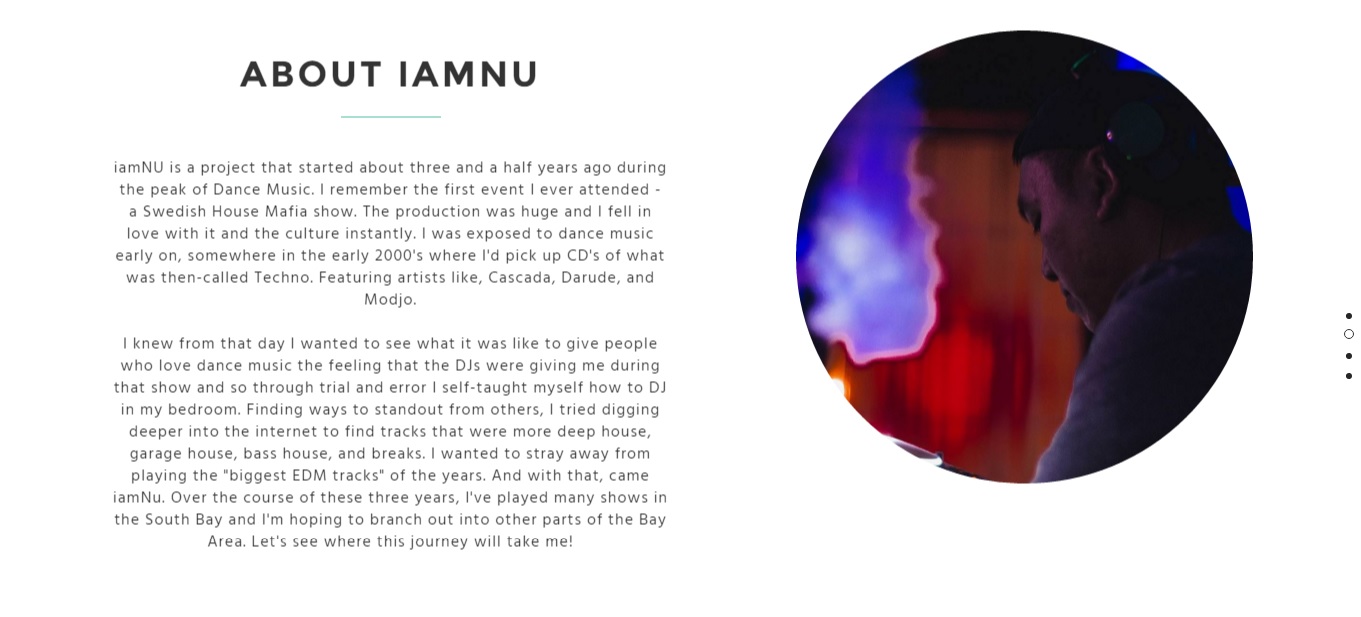 ABOUT IAMNU
iamNU is a project that started about three and a half years ago during
the peak of Dance Music. I remember the first event I ever attended -
a Swedish House Mafia show. The production was huge and I fell in
love with it and the culture instantly. I was exposed to dance music
early on, somewhere in the early 2000's where I'd pick up CD's of what
was then-called Techno. Featuring artists like, Cascada, Darude, and
Modjo.
I knew from that day I wanted to see what it was like to give people
who love dance music the feeling that the DJs were giving me during
that show and so through trial and error I self-taught myself how to DJ
in my bedroom. Finding ways to standout from others, I tried digging
deeper into the internet to find tracks that were more deep house,
garage house, bass house, and breaks. I wanted to stray away from
playing the "biggest EDM tracks" of the years. And with that, came
iamNu. Over the course of these three years, I've played many shows in
the South Bay and I'm hoping to branch out into other parts of the Bay
Area. Let's see where this journey will take me!